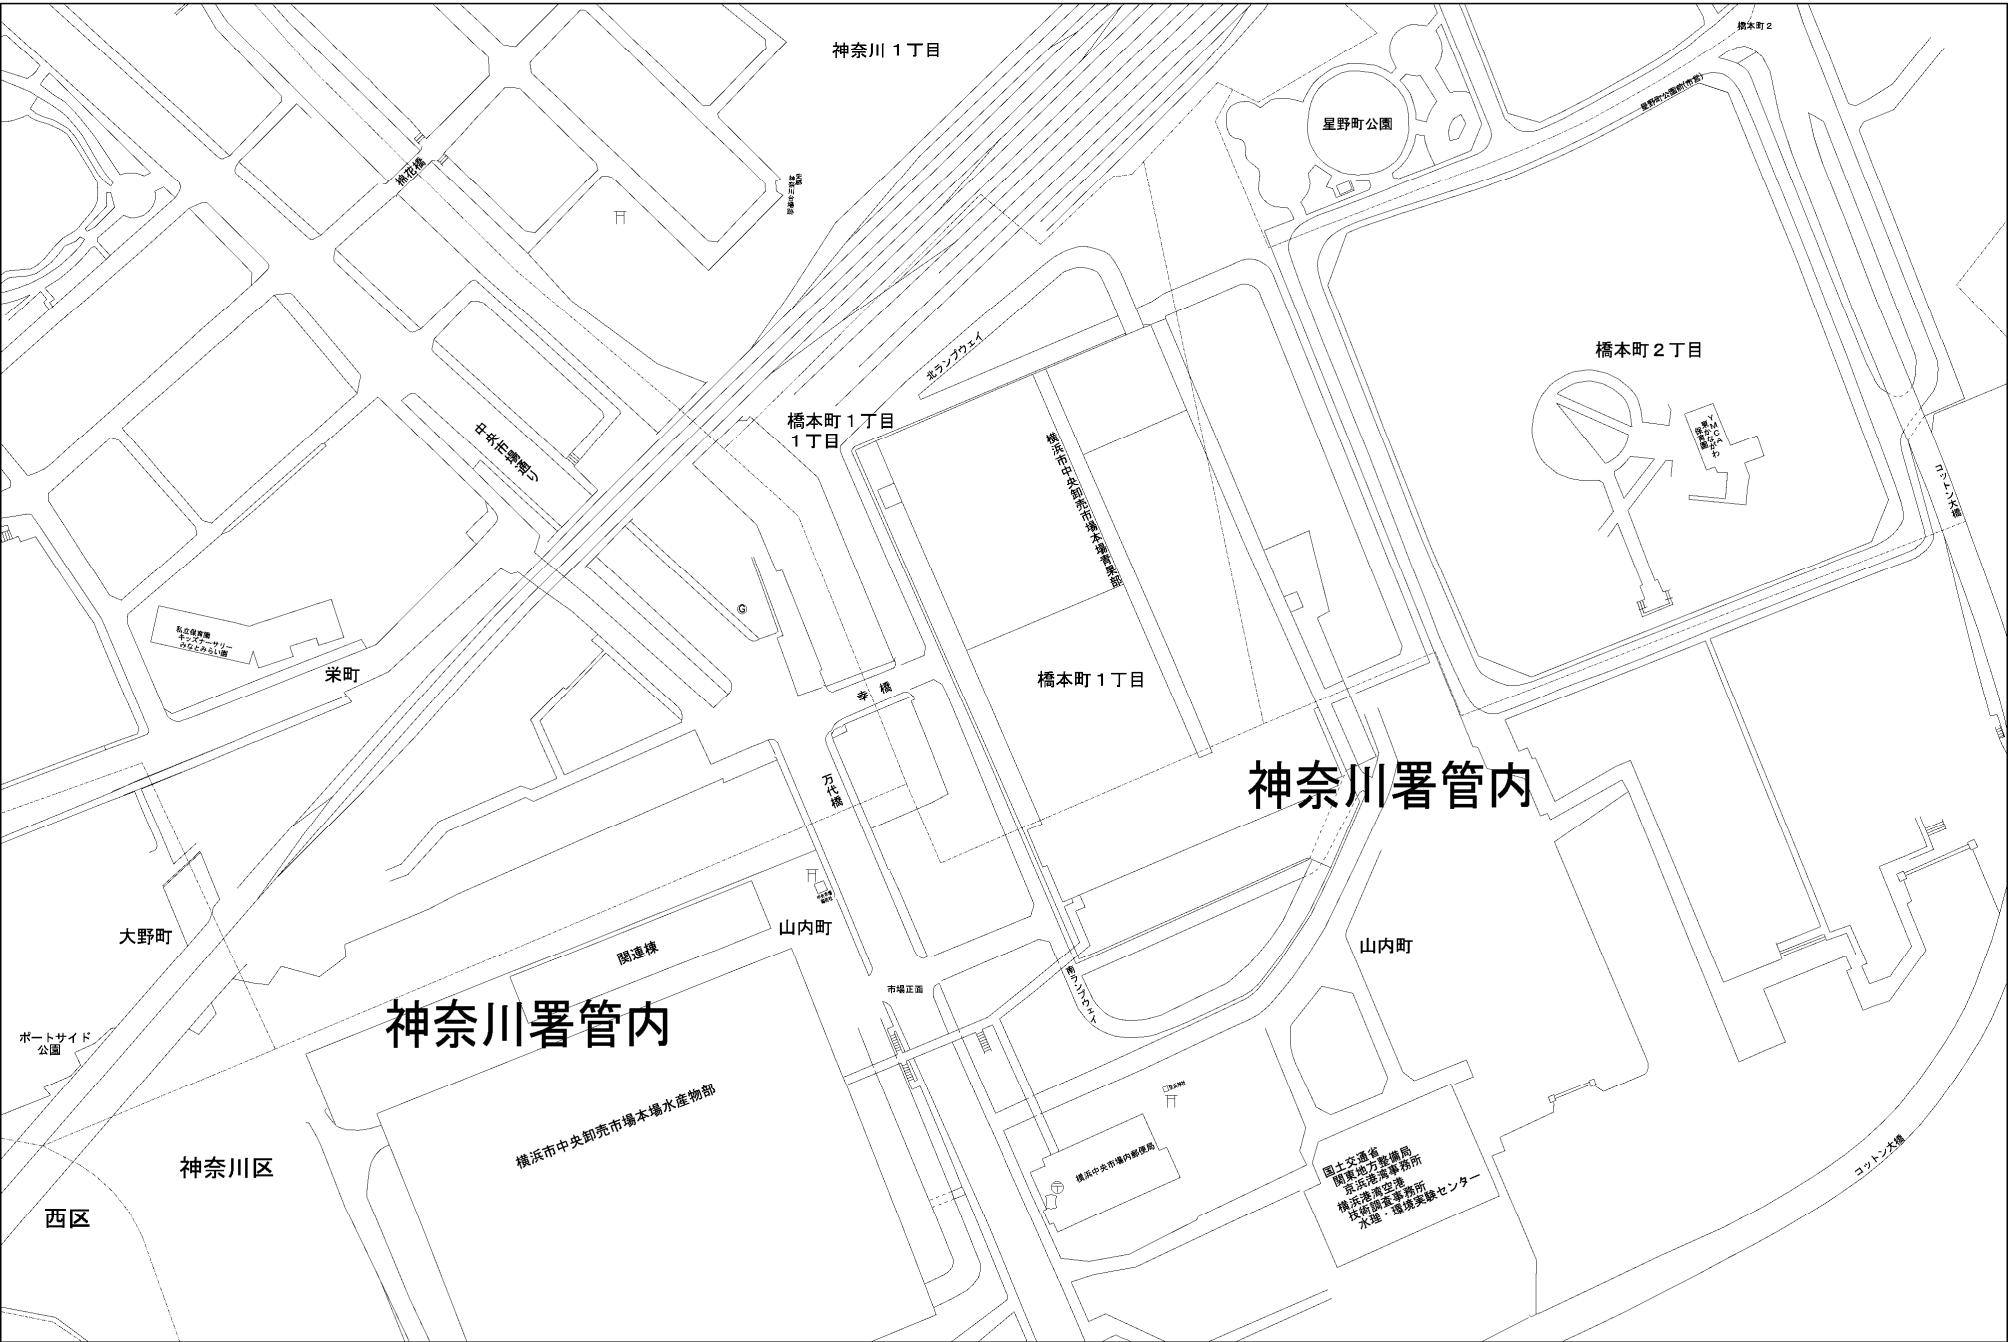 橋本町２
神奈川１丁目
星野町公園前(市営)
星野町公園
棉花橋
橋本町２丁目
北ランプウェイ
橋本町１丁目
１丁目
中央市場通り
横浜市中央卸売市場本場青果部
ＹＭＣＡ
東かながわ
保育園
コットン大橋
G
私立保育園
キッズナーサリー
みなとみらい園
栄町
橋本町１丁目
幸橋
万代橋
神奈川署管内
大野町
山内町
関連棟
山内町
市場正面
南ランプウェイ
神奈川署管内
ポートサイド
公園
横浜市中央卸売市場本場水産物部
横浜中央市場内郵便局
神奈川区
国土交通省
関東地方整備局
京浜港湾事務所
横浜港湾空港
技術調査事務所
水理・環境実験センター
コットン大橋
西区